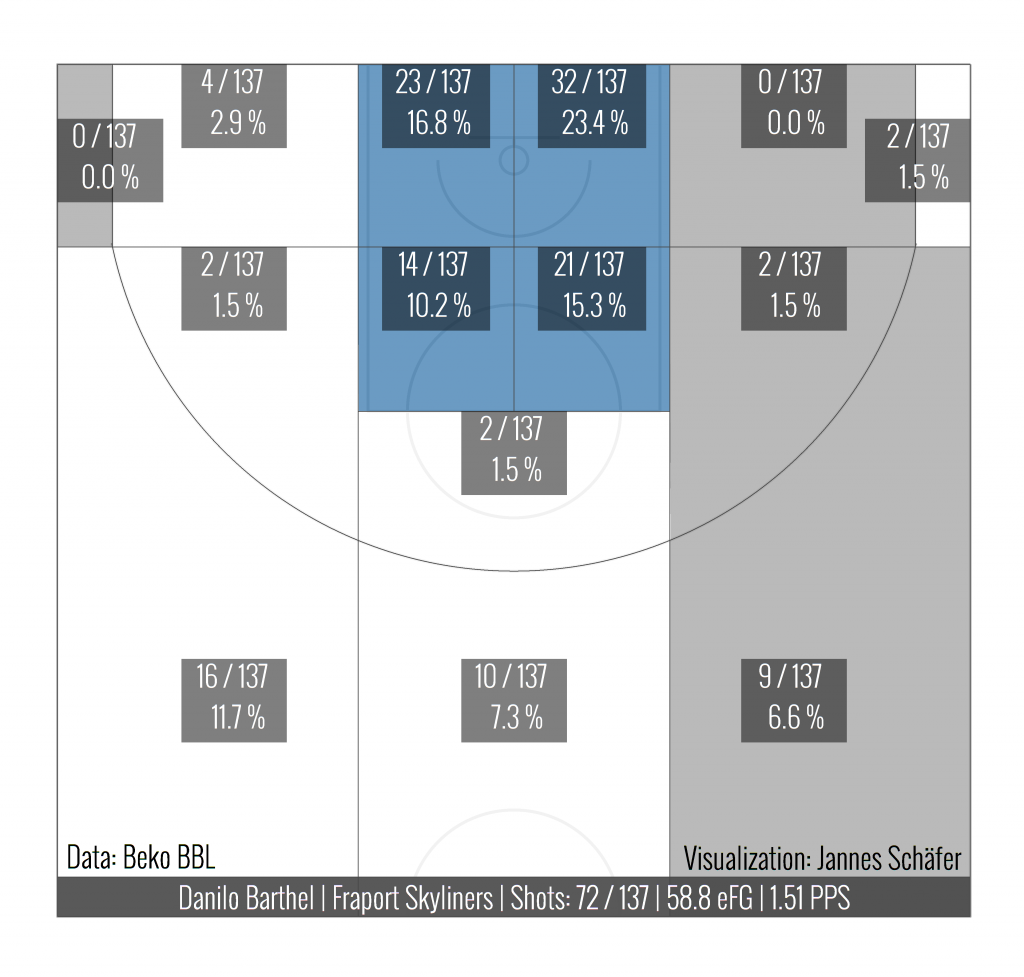 4 / 137
2.9 %
23 / 137
16.8 %
32 / 137
23.4 %
0 / 137
0.0 %
0 / 137
0.0 %
2 / 137
1.5 %
2 / 137
1.5 %
14 / 137
10.2 %
21 / 137
15.3 %
2 / 137
1.5 %
2 / 137
1.5 %
16 / 137
11.7 %
10 / 137
7.3 %
9 / 137
6.6 %
Data: Beko BBL
Visualization: Jannes Schäfer
Danilo Barthel | Fraport Skyliners | Shots: 72 / 137 | 58.8 eFG | 1.51 PPS